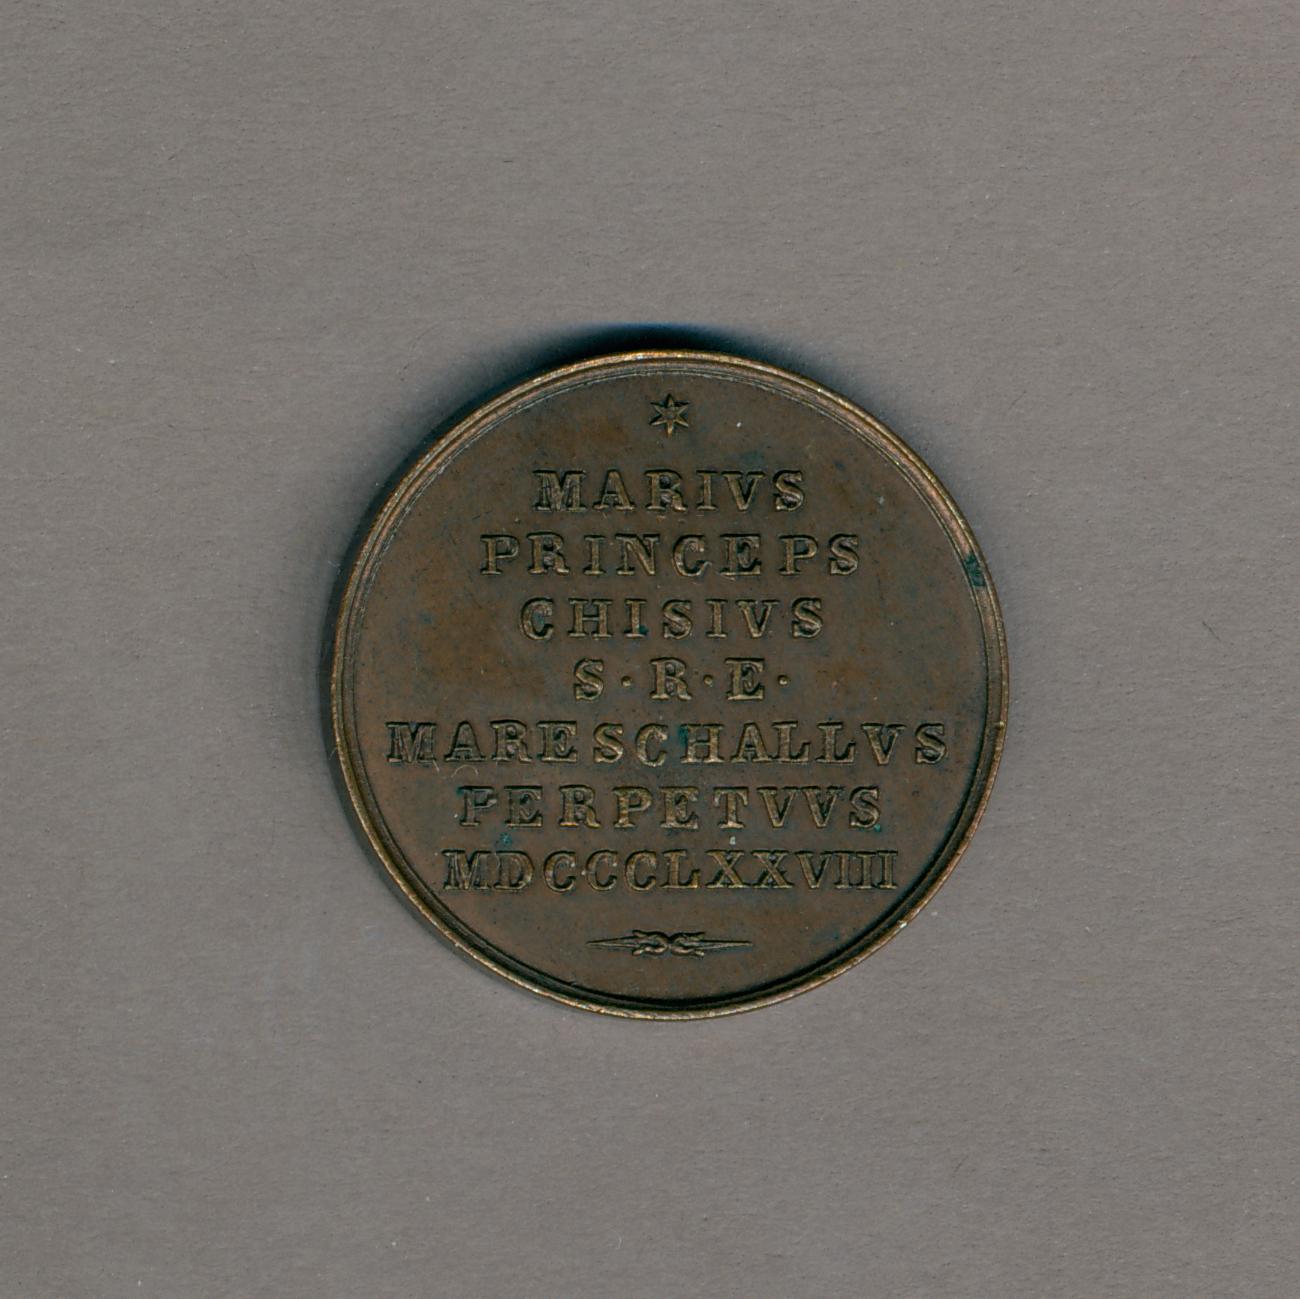 MARIVS
PRINCEPS
CHISIVS
S·R·E·
MARESCHALLVS
PERPETVVS
MDCCCLXXVIII